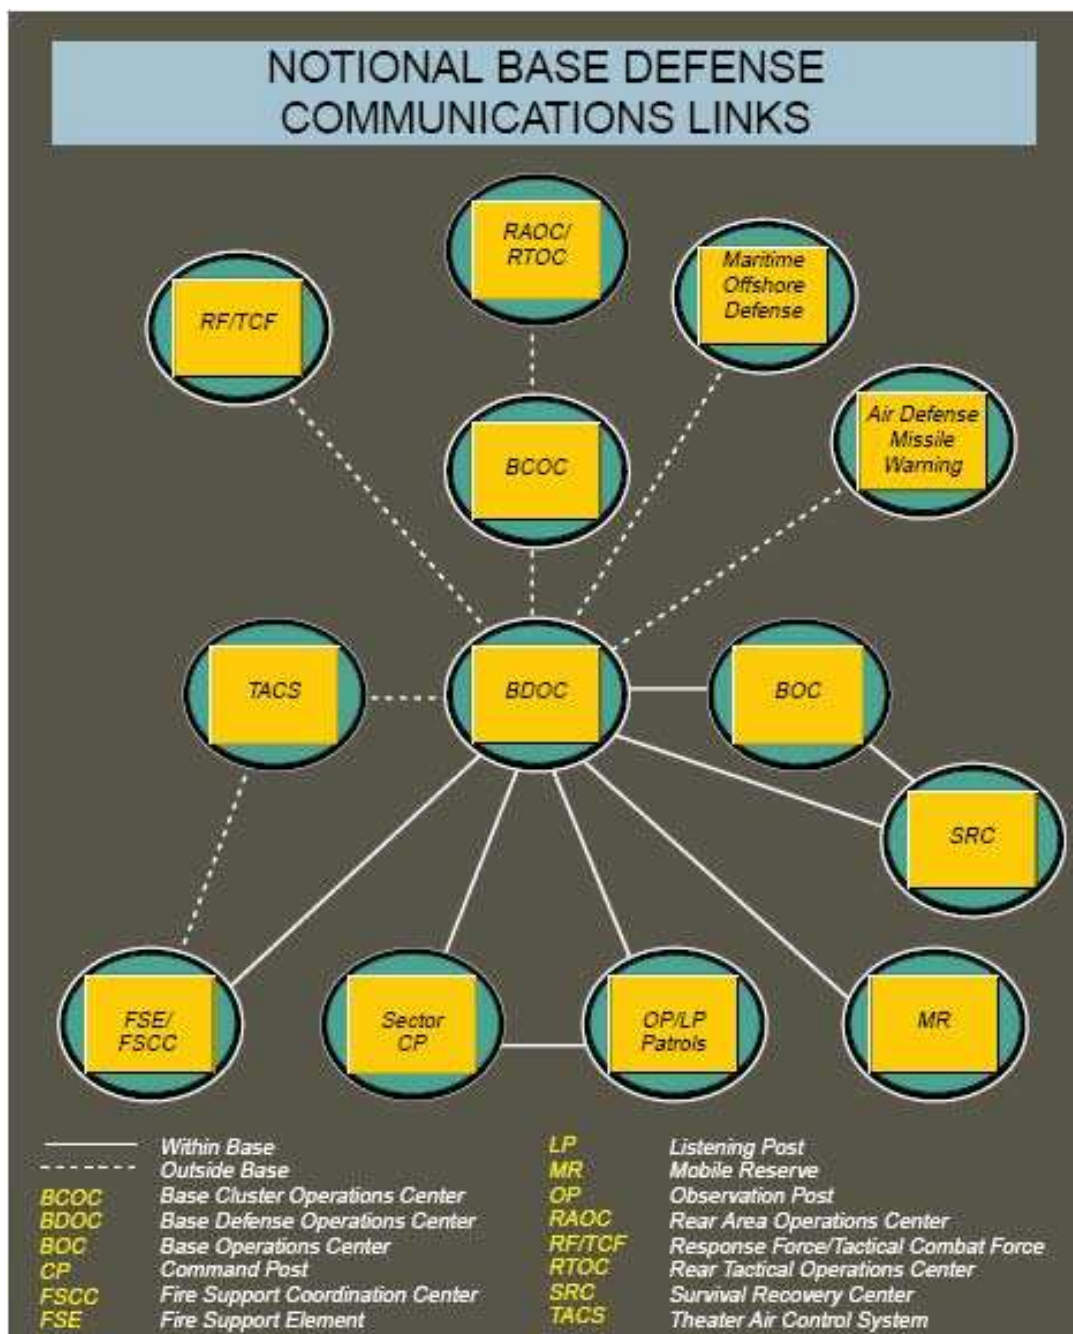 NOTIONAL BASE DEFENSE
COMMUNICATIONS LINKS
RAOC/
RTOC
Maritime
Offshore
Defense
RF/TCF
Air Defense
Missile
Warning
BCOC
TACS
BDOC
BOC
SRC
FSE/
FSCC
Sector
CP
OP/LP
Patrols
MR
Within Base
Outside Base
BCOC Base Cluster Operations Center
BDOC Base Defense Operations Center
BOC Base Operations Center
CP Command Post
FSCC Fire Support Coordination Center
FSE Fire Support Element
LP Listening Post
MR Mobile Reserve
OP Observation Post
RAOC Rear Area Operations Center
RF/TCF Response Force/Tactical Combat Force
RTOC Rear Tactical Operations Center
SRC Survival Recovery Center
TACS Theater Air Control System